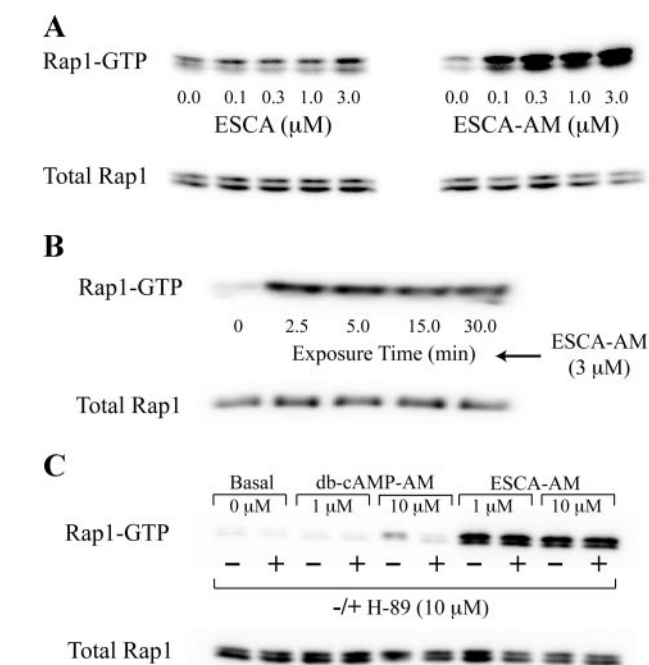 A
Rap1-GTP
0.0 0.1 0.3 1.0 3.0 0.0 0.1 0.3 1.0 3.0
ESCA (μM) ESCA-AM (μM)
Total Rap1
B
Rap1-GTP
0 2.5 5.0 15.0 30.0
Exposure Time (min)
ESCA-AM
(3 μM)
Total Rap1
C
Basal db-cAMP-AM ESCA-AM
0 μM 1 μM 10 μM 1 μM 10 μM
Rap1-GTP
− + − + − + − + − +
-/+ H-89 (10 μM)
Total Rap1